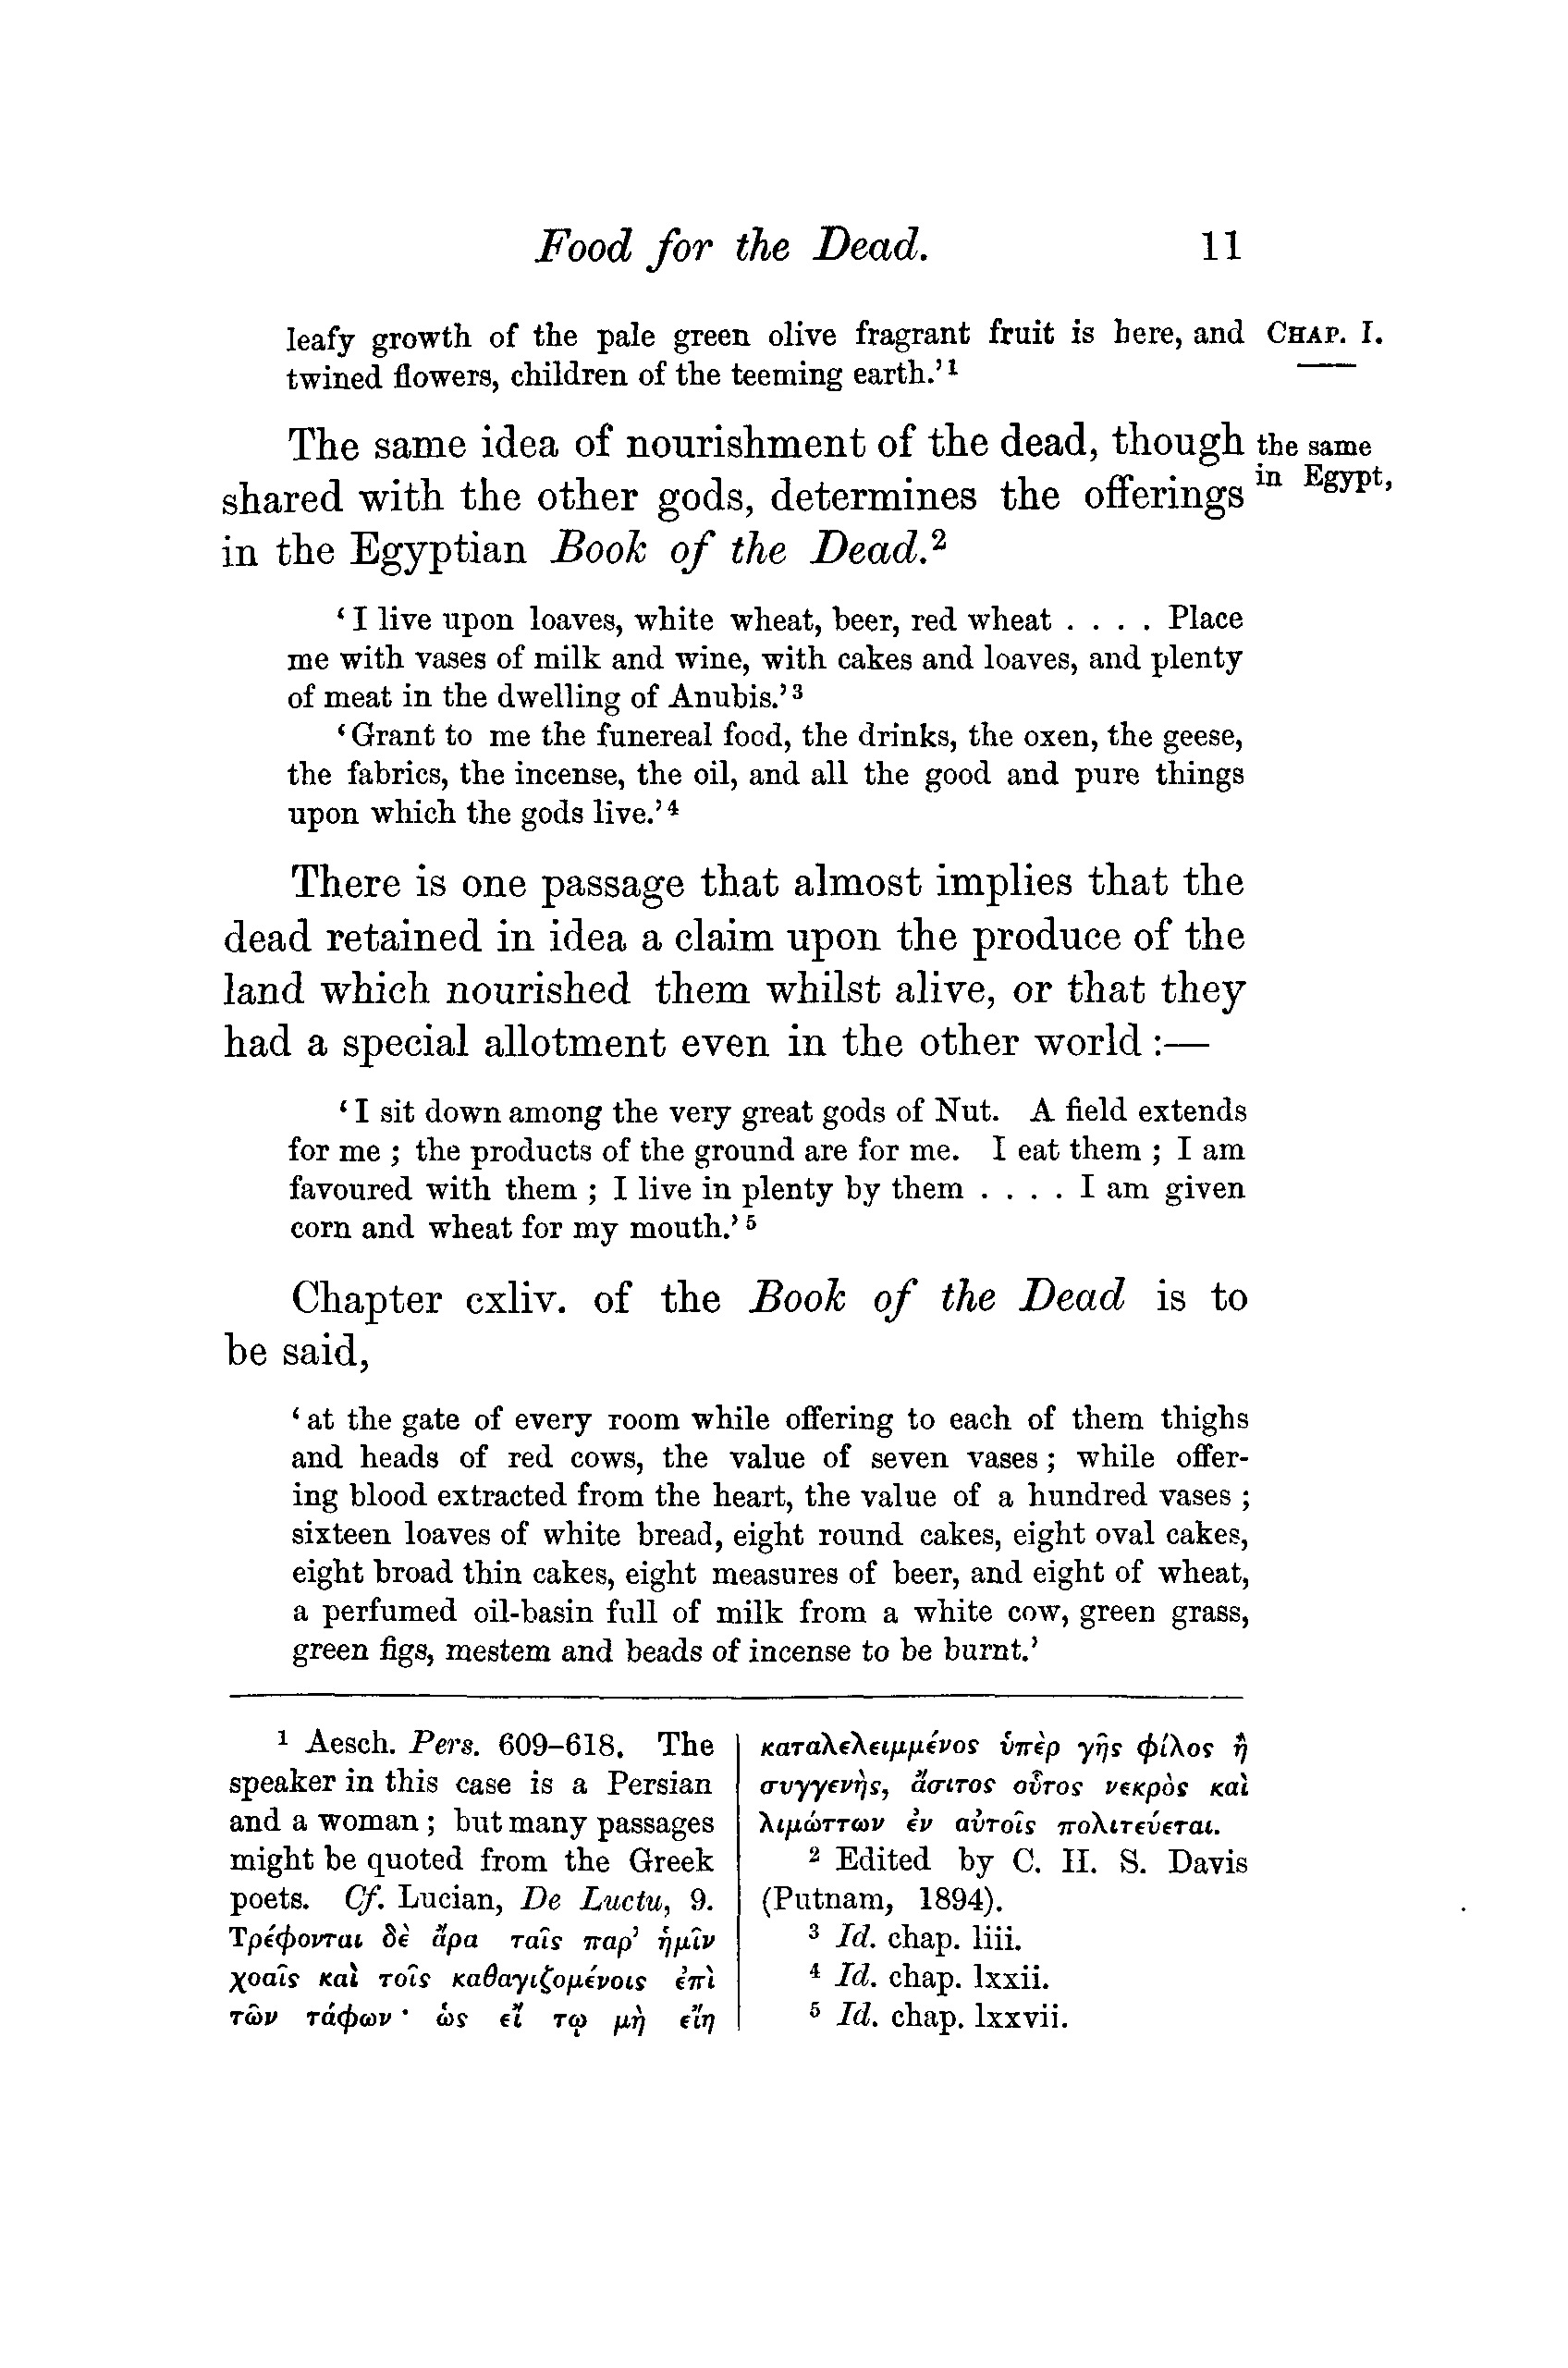 Food for the Dead. 11
leafy growth of the pale green olive fragrant fruit is here, and CHAP. I.
twined flowers, children of the teeming earth.’ 1
The same idea of nourishment of the dead, though the same
shared with the other gods, determines the offerings in Egypt,
in the Egyptian Book of the Dead.2
‘I live upon loaves, white wheat, beer, red wheat . . . . Place
me with vases of milk and wine, with cakes and loaves, and plenty
of meat in the dwelling of Anubis.’ 3
‘Grant to me the funereal food, the drinks, the oxen, the geese,
the fabrics, the incense, the oil, and all the good and pure things
upon which the gods live.’ 4
There is one passage that almost implies that the
dead retained in idea a claim upon the produce of the
land which nourished them whilst alive, or that they
had a special allotment even in the other world :—
‘I sit down among the very great gods of Nut. A field extends
for me ; the products of the ground are for me. I eat them ; I am
favoured with them ; I live in plenty by them . . . . I am given
corn and wheat for my mouth.’ 5
Chapter cxliv. of the Book of the Dead is to
be said,
‘at the gate of every room while offering to each of them thighs
and heads of red cows, the value of seven vases ; while offer-
ing blood extracted from the heart, the value of a hundred vases ;
sixteen loaves of white bread, eight round cakes, eight oval cakes,
eight broad thin cakes, eight measures of beer, and eight of wheat,
a perfumed oil-basin full of milk from a white cow, green grass,
green figs, mestem and beads of incense to be burnt.’
1 Aesch. Pers. 609–618. The
speaker in this case is a Persian
and a woman ; but many passages
might be quoted from the Greek
poets. Cf. Lucian, De Luctu, 9.
Τρέφονται δὲ ἄρα ταῖς παρ’ ἡμῖν
χοαῖς καὶ τοῖς καθαγιζομένοις ἐπὶ
τῶν τάφων · ὡς εἴ τῳ μὴ εἴη
καταλελειμμένος ὑπὲρ γῆς φίλος ἢ
συγγενὴς, ἄσιτος οὗτος νεκρὸς καὶ
λιμώττων ἐν αὐτοῖς πολιτεύεται.
2 Edited by C. H. S. Davis
(Putnam, 1894).
3 Id. chap. liii.
4 Id. chap. lxxii.
5 Id. chap. lxxvii.